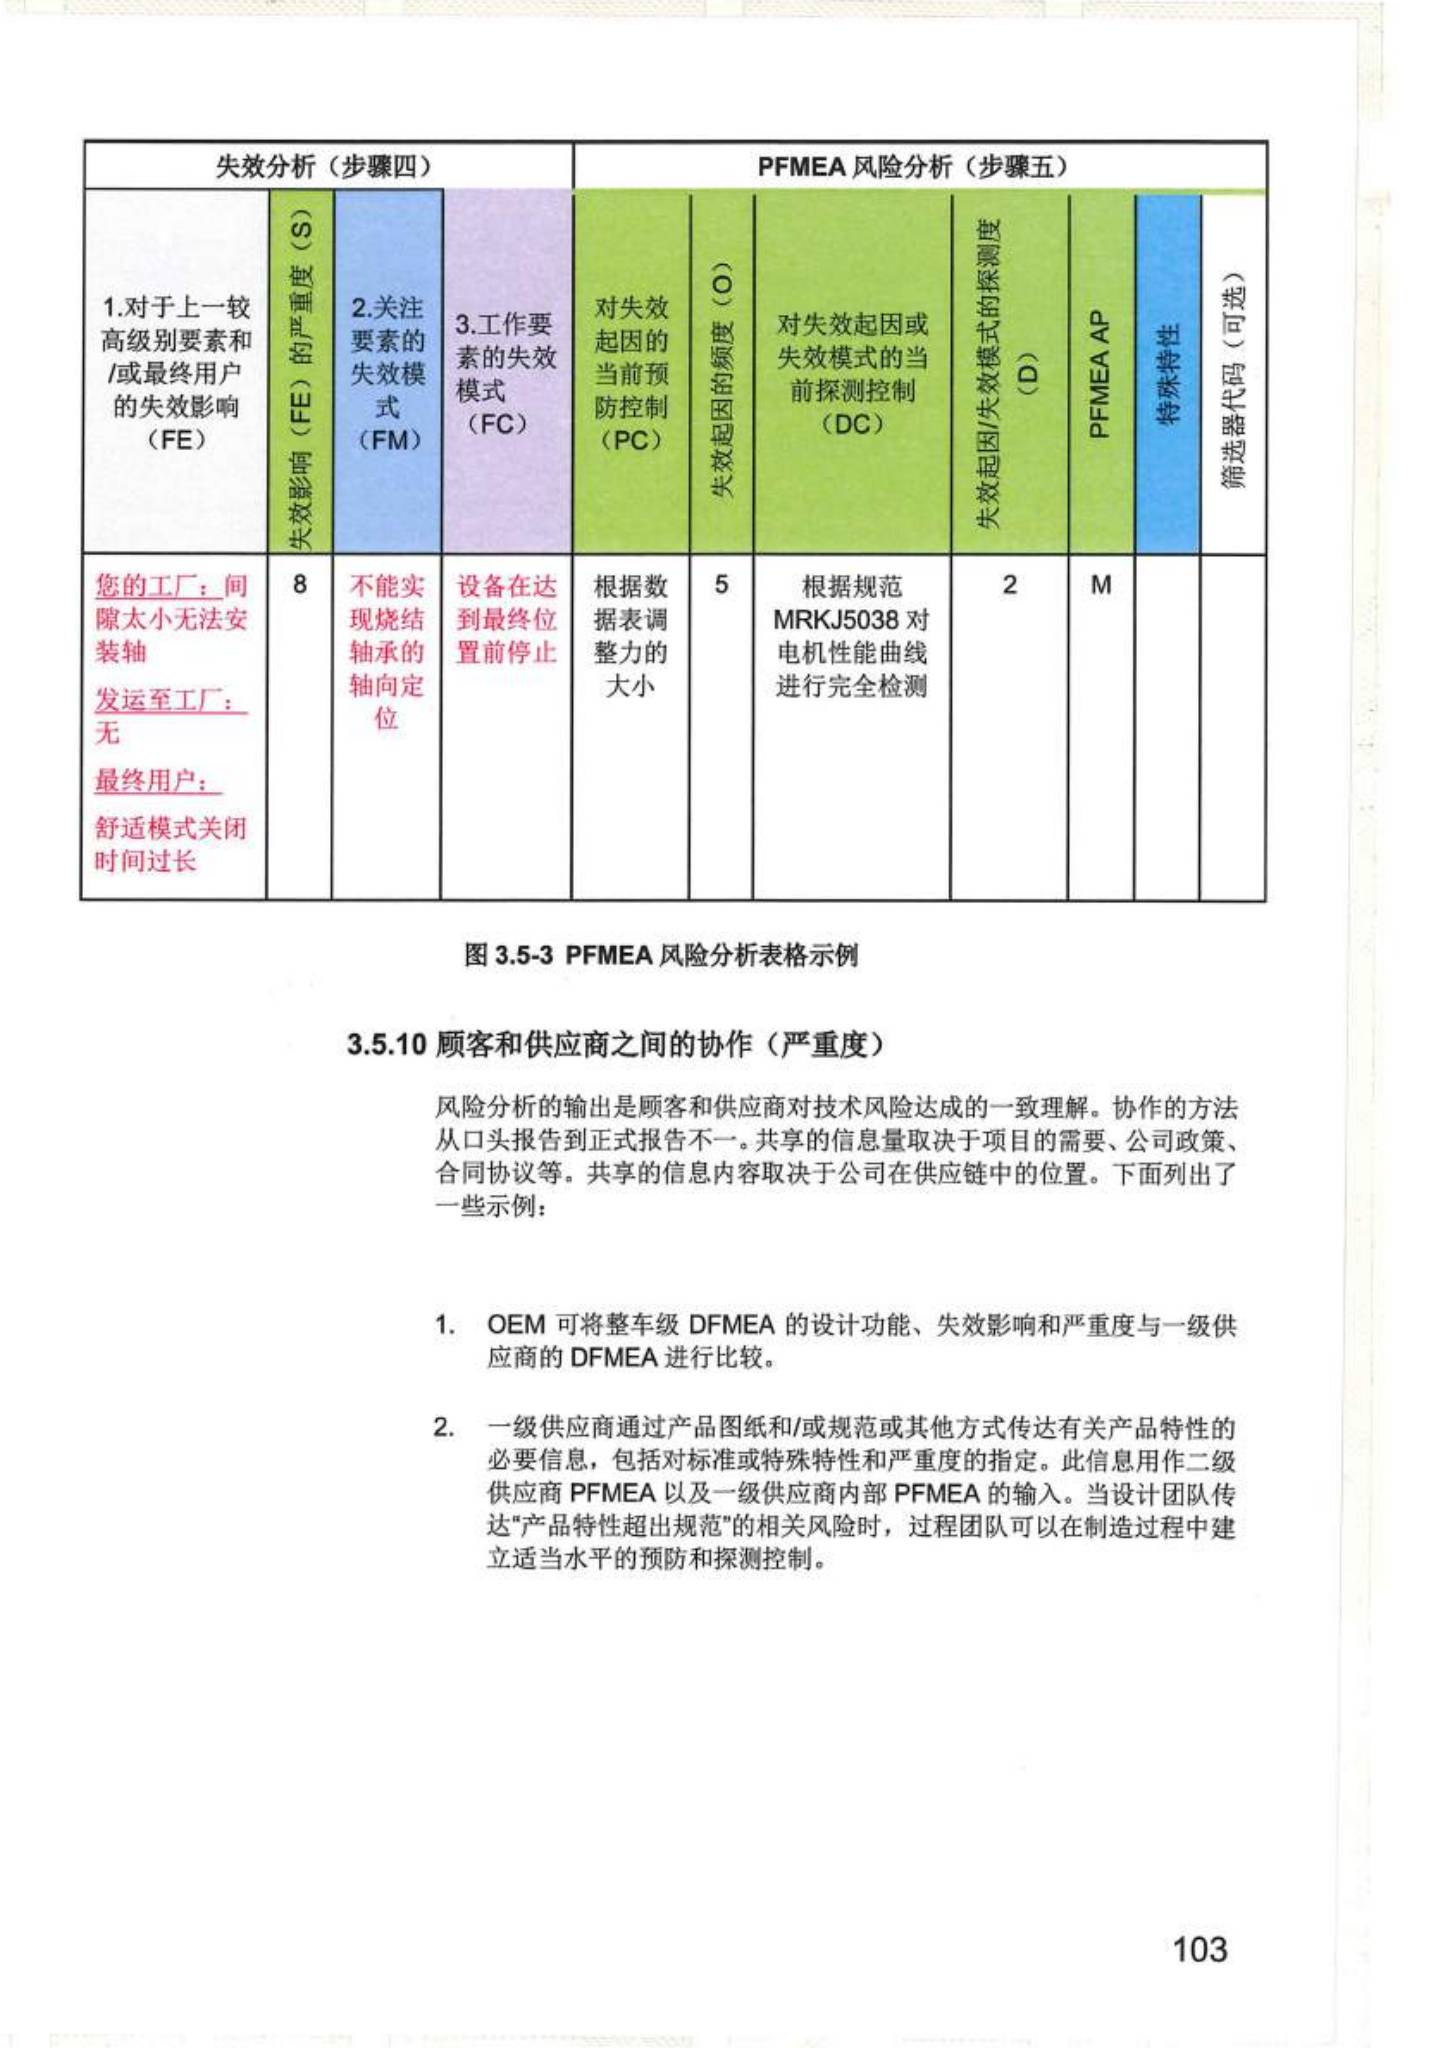 失效分析（步骤四）
PFMEA 风险分析（步骤五）
1.对于上一较
高级别要素和
/或最终用户
的失效影响
（FE）
失效影响（FE）的严重度（S）
2.关注
要素的
失效模
式
（FM）
3.工作要
素的失效
模式
（FC）
对失效
起因的
当前预
防控制
（PC）
失效起因的频度（O）
对失效起因或
失效模式的当
前探测控制
（DC）
失效起因/失效模式的探测度
（D）
PFMEA AP
特殊特性
筛选器代码（可选）
您的工厂：间
隙太小无法安
装轴
发运至工厂：
无
最终用户：
舒适模式关闭
时间过长
8
不能实
现烧结
轴承的
轴向定
位
设备在达
到最终位
置前停止
根据数
据表调
整力的
大小
5
根据规范
MRKJ5038 对
电机性能曲线
进行完全检测
2
M
图 3.5-3 PFMEA 风险分析表格示例
3.5.10 顾客和供应商之间的协作（严重度）
风险分析的输出是顾客和供应商对技术风险达成的一致理解。协作的方法
从口头报告到正式报告不一。共享的信息量取决于项目的需要、公司政策、
合同协议等。共享的信息内容取决于公司在供应链中的位置。下面列出了
一些示例：
1. OEM 可将整车级 DFMEA 的设计功能、失效影响和严重度与一级供
应商的 DFMEA 进行比较。
2. 一级供应商通过产品图纸和/或规范或其他方式传达有关产品特性的
必要信息，包括对标准或特殊特性和严重度的指定。此信息用作二级
供应商 PFMEA 以及一级供应商内部 PFMEA 的输入。当设计团队传
达“产品特性超出规范”的相关风险时，过程团队可以在制造过程中建
立适当水平的预防和探测控制。
103